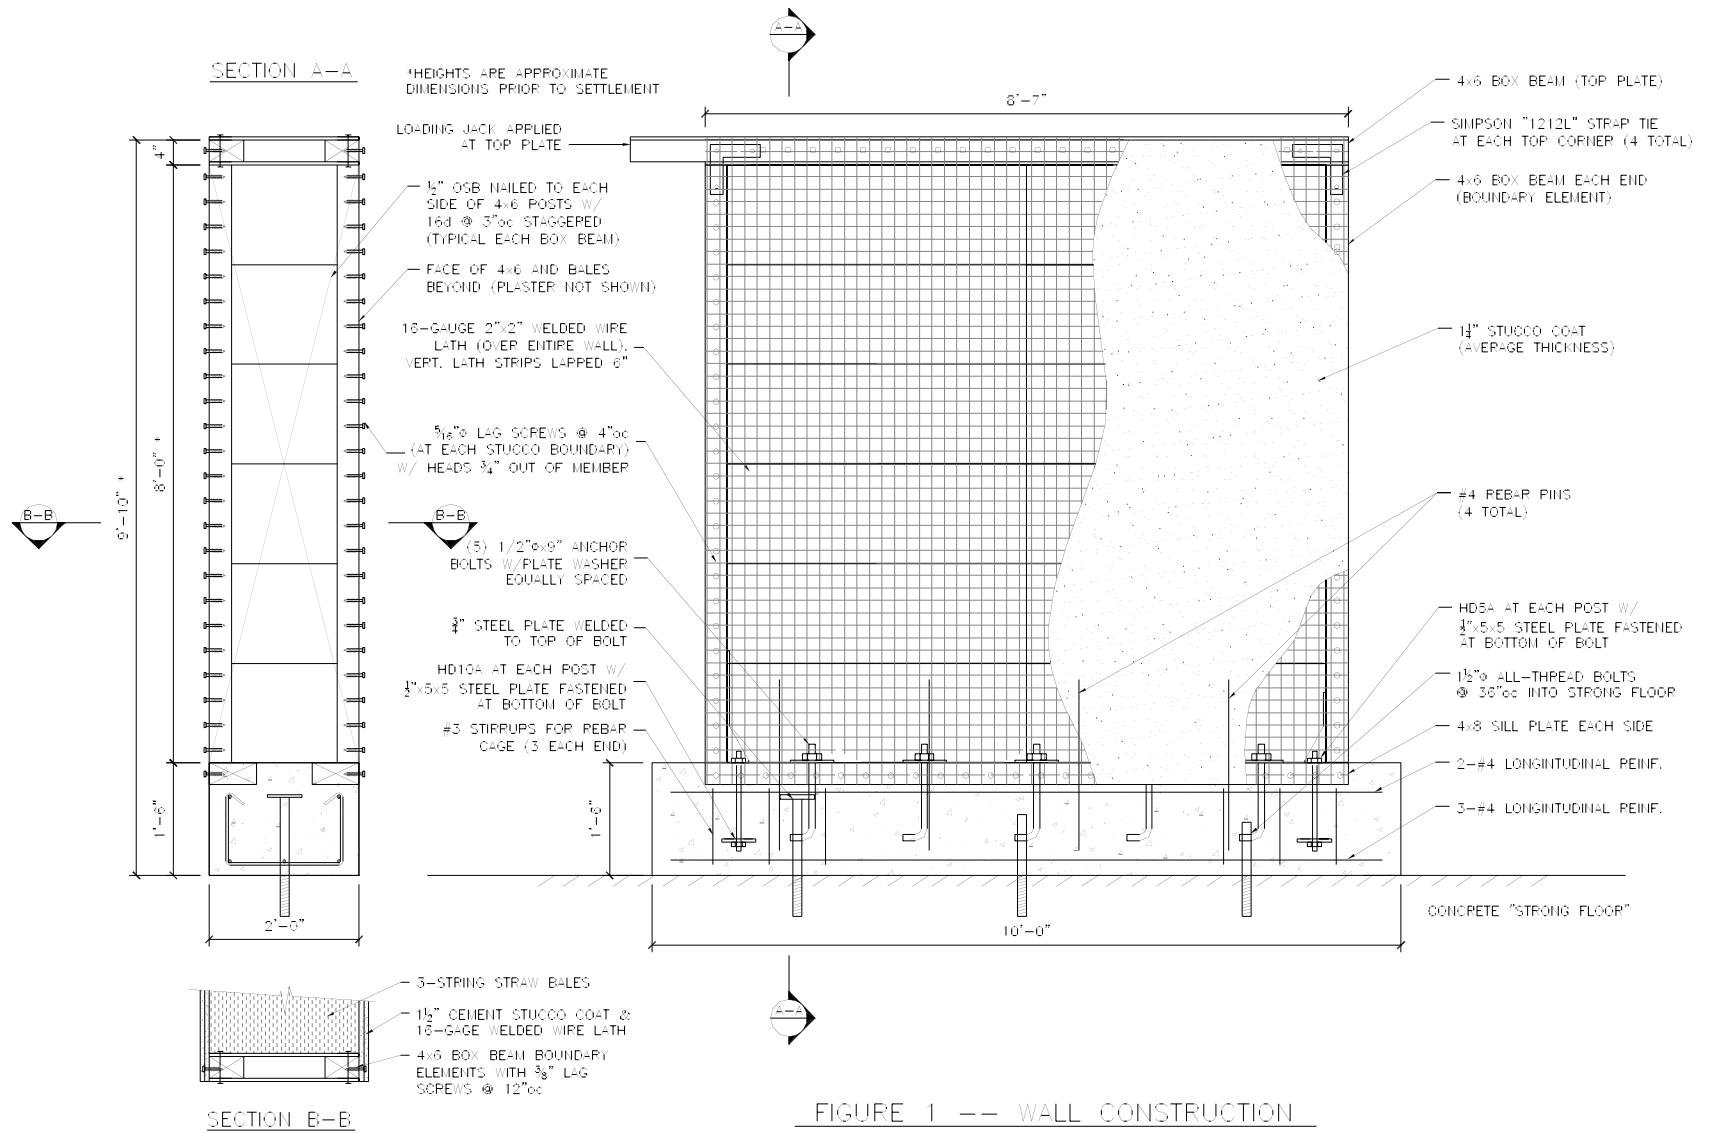 A-A
SECTION A-A
*HEIGHTS ARE APPROXIMATE
DIMENSIONS PRIOR TO SETTLEMENT
8'-7"
4x6 BOX BEAM (TOP PLATE)
LOADING JACK APPLIED
AT TOP PLATE
SIMPSON "1212L" STRAP TIE
AT EACH TOP CORNER (4 TOTAL)
4"
½" OSB NAILED TO EACH
SIDE OF 4x6 POSTS W/
16d @ 3"oc STAGGERED
(TYPICAL EACH BOX BEAM)
4x6 BOX BEAM EACH END
(BOUNDARY ELEMENT)
FACE OF 4x6 AND BALES
BEYOND (PLASTER NOT SHOWN)
16-GAUGE 2"x2" WELDED WIRE
LATH (OVER ENTIRE WALL).
VERT. LATH STRIPS LAPPED 6"
1¼" STUCCO COAT
(AVERAGE THICKNESS)
5/16"ø LAG SCREWS @ 4"oc
(AT EACH STUCCO BOUNDARY)
W/ HEADS ¾" OUT OF MEMBER
9'-10" *
8'-0" *
#4 REBAR PINS
(4 TOTAL)
B-B
B-B
(5) 1/2"øx9" ANCHOR
BOLTS W/PLATE WASHER
EQUALLY SPACED
¾" STEEL PLATE WELDED
TO TOP OF BOLT
HD5A AT EACH POST W/
½"x5x5 STEEL PLATE FASTENED
AT BOTTOM OF BOLT
HD10A AT EACH POST W/
½"x5x5 STEEL PLATE FASTENED
AT BOTTOM OF BOLT
1½"ø ALL-THREAD BOLTS
@ 36"oc INTO STRONG FLOOR
#3 STIRRUPS FOR REBAR
CAGE (3 EACH END)
4x8 SILL PLATE EACH SIDE
2-#4 LONGINTUDINAL REINF.
3-#4 LONGINTUDINAL REINF.
1'-6"
1'-6"
2'-0"
10'-0"
CONCRETE "STRONG FLOOR"
3-STRING STRAW BALES
1½" CEMENT STUCCO COAT &
16-GAGE WELDED WIRE LATH
4x6 BOX BEAM BOUNDARY
ELEMENTS WITH ⅜" LAG
SCREWS @ 12"oc
A-A
SECTION B-B
FIGURE 1 -- WALL CONSTRUCTION